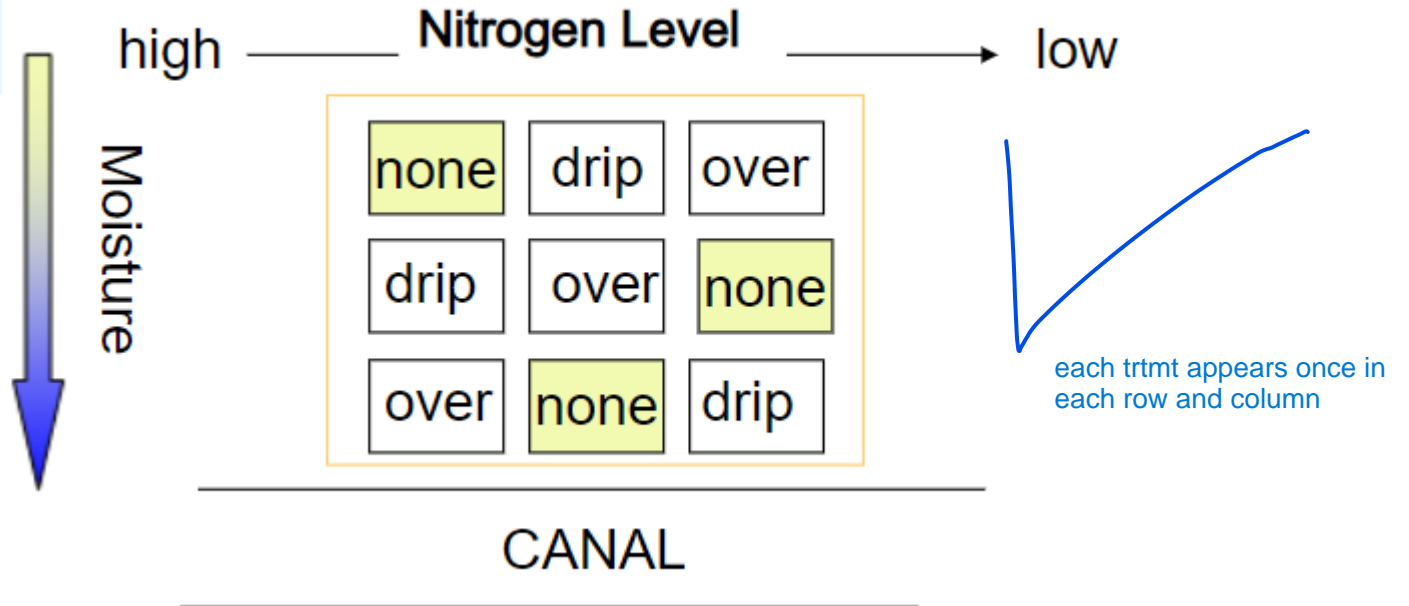 high Nitrogen Level low
Moisture
none drip over
drip over none
over none drip
each trtmt appears once in
each row and column
CANAL